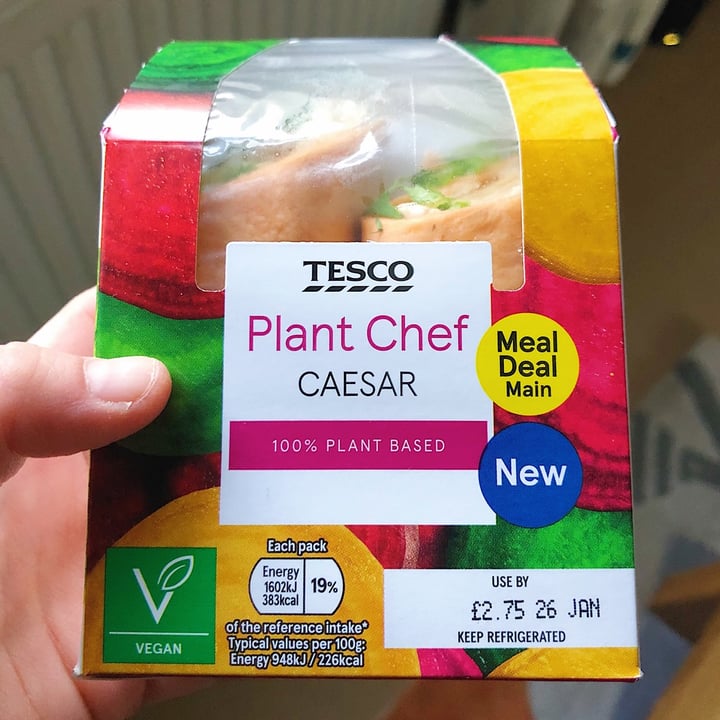 TESCO
Plant Chef
CAESAR
100% PLANT BASED
Meal
Deal
Main
New
VEGAN
Each pack
Energy
1602kJ
383kcal
19%
of the reference intake*
Typical values per 100g:
Energy 948kJ / 226kcal
USE BY
£2.75 26 JAN
KEEP REFRIGERATED